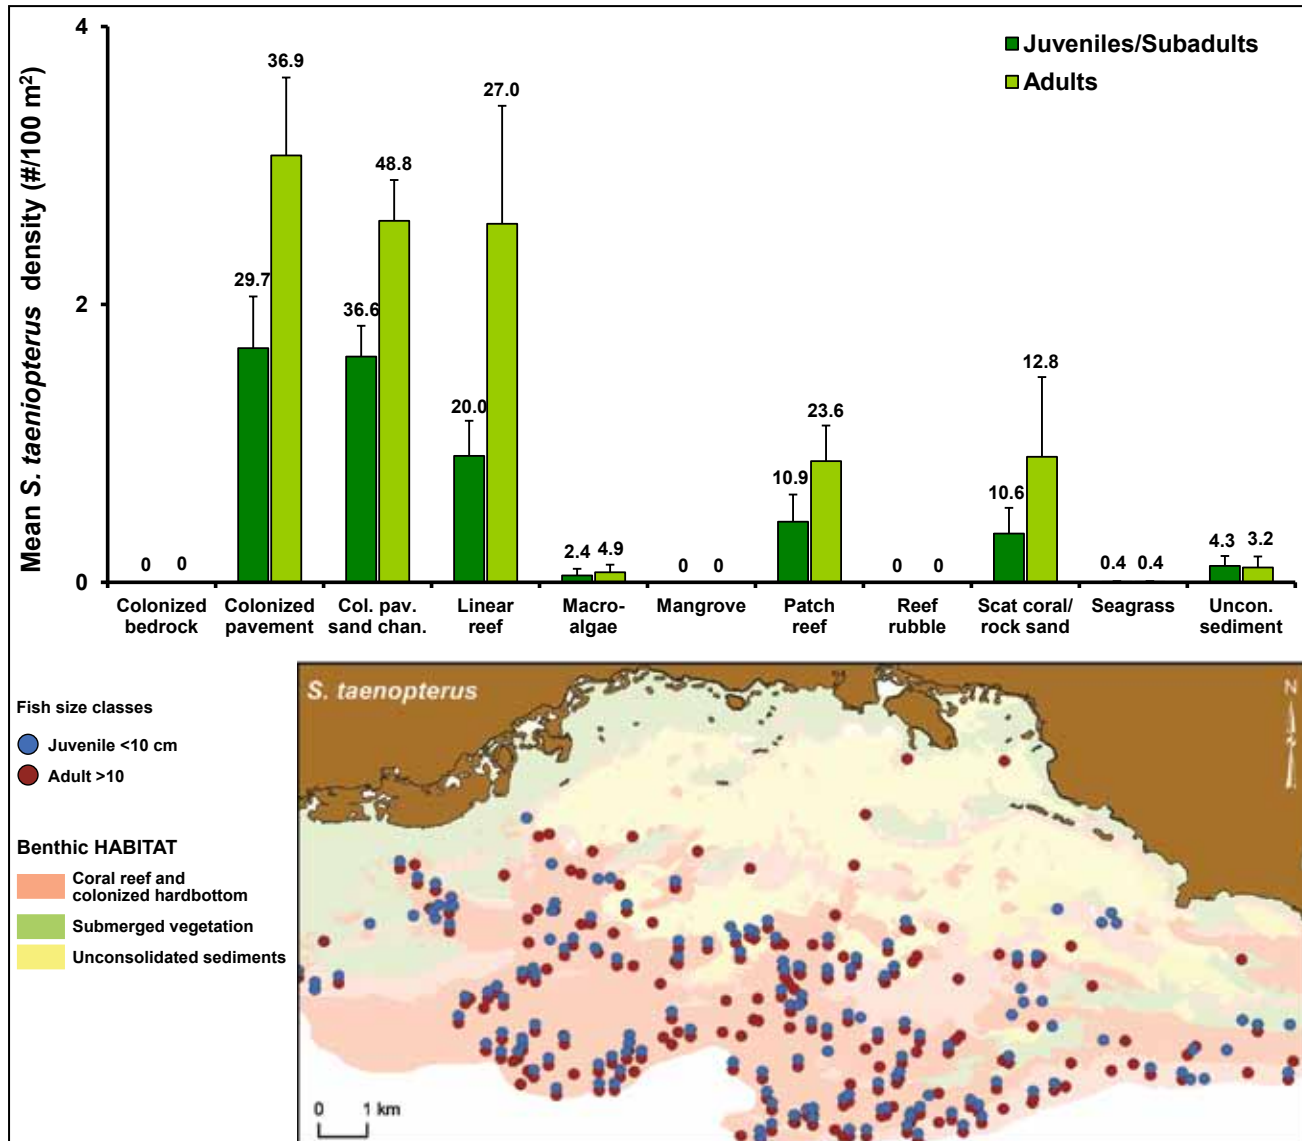 Mean S. taeniopterus density (#/100 m²)
4
2
0
Juveniles/Subadults
Adults
0 0
29.7 36.9
36.6 48.8
20.0 27.0
2.4 4.9
0 0
10.9 23.6
0 0
10.6 12.8
0.4 0.4
4.3 3.2
Colonized
bedrock
Colonized
pavement
Col. pav.
sand chan.
Linear
reef
Macro-
algae
Mangrove
Patch
reef
Reef
rubble
Scat coral/
rock sand
Seagrass
Uncon.
sediment
Fish size classes
Juvenile <10 cm
Adult >10
Benthic HABITAT
Coral reef and
colonized hardbottom
Submerged vegetation
Unconsolidated sediments
S. taenopterus
N
0 1 km